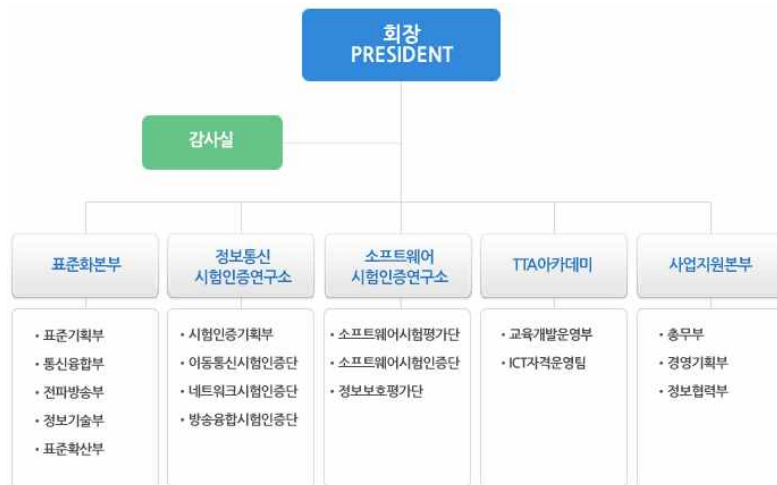 회장
PRESIDENT
감사실
표준화본부
정보통신
시험인증연구소
소프트웨어
시험인증연구소
TTA아카데미
사업지원본부
• 표준기획부
• 통신융합부
• 전파방송부
• 정보기술부
• 표준확산부
• 시험인증기획부
• 이동통신시험인증단
• 네트워크시험인증단
• 방송융합시험인증단
• 소프트웨어시험평가단
• 소프트웨어시험인증단
• 정보보호평가단
• 교육개발운영부
• ICT자격운영팀
• 총무부
• 경영기획부
• 정보협력부